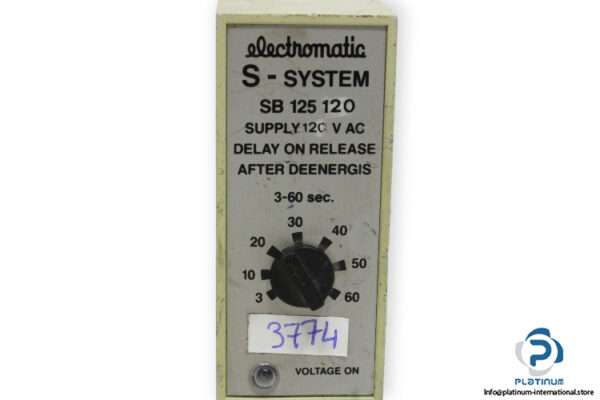 electromatic
S - SYSTEM
SB 125 120
SUPPLY 120 V AC
DELAY ON RELEASE
AFTER DEENERGIS
3-60 sec.
30
20 40
10 50
3 60
3774
VOLTAGE ON
PLATINUM
Info@platinum-international.store